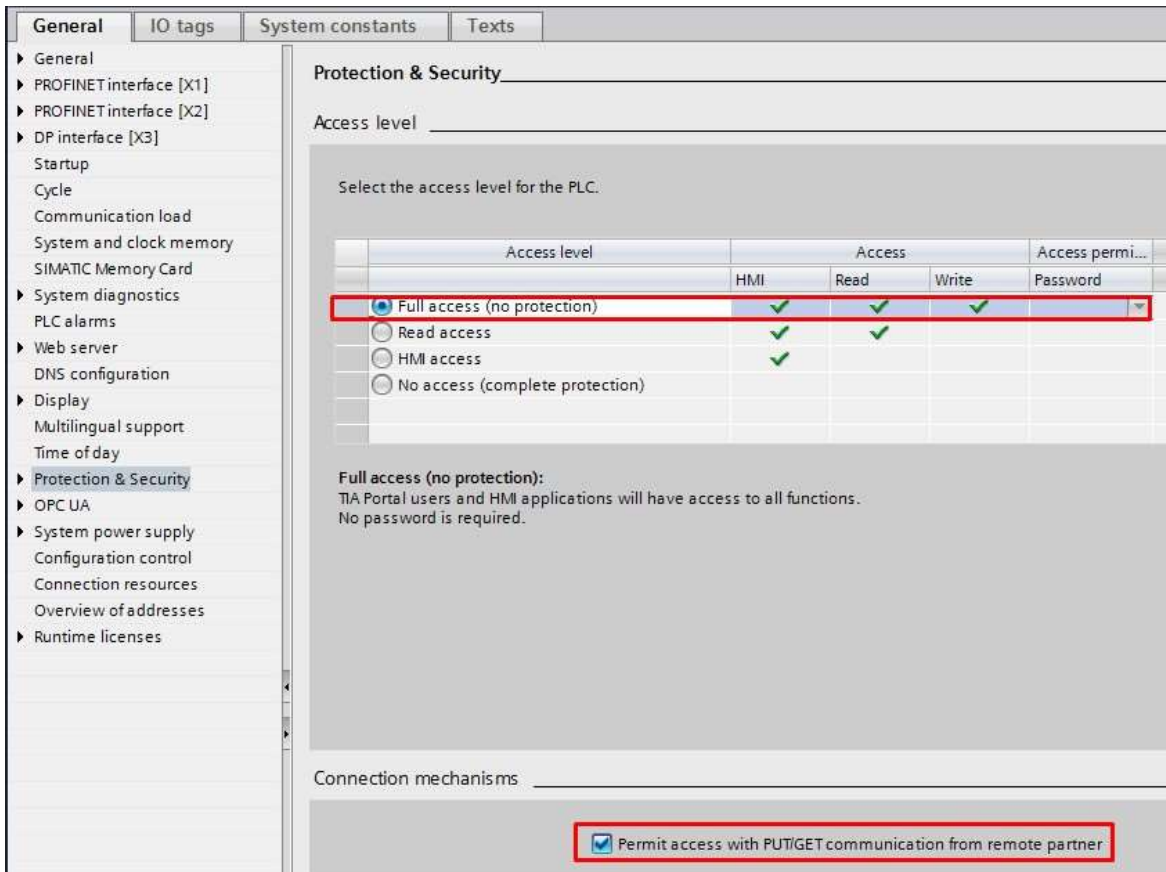 General
IO tags
System constants
Texts
General
PROFINET interface [X1]
PROFINET interface [X2]
DP interface [X3]
Startup
Cycle
Communication load
System and clock memory
SIMATIC Memory Card
System diagnostics
PLC alarms
Web server
DNS configuration
Display
Multilingual support
Time of day
Protection & Security
OPC UA
System power supply
Configuration control
Connection resources
Overview of addresses
Runtime licenses
Protection & Security
Access level
Select the access level for the PLC.
Access level Access Access permi...
HMI Read Write Password
Full access (no protection)
Read access
HMI access
No access (complete protection)
Full access (no protection):
TIA Portal users and HMI applications will have access to all functions.
No password is required.
Connection mechanisms
Permit access with PUT/GET communication from remote partner